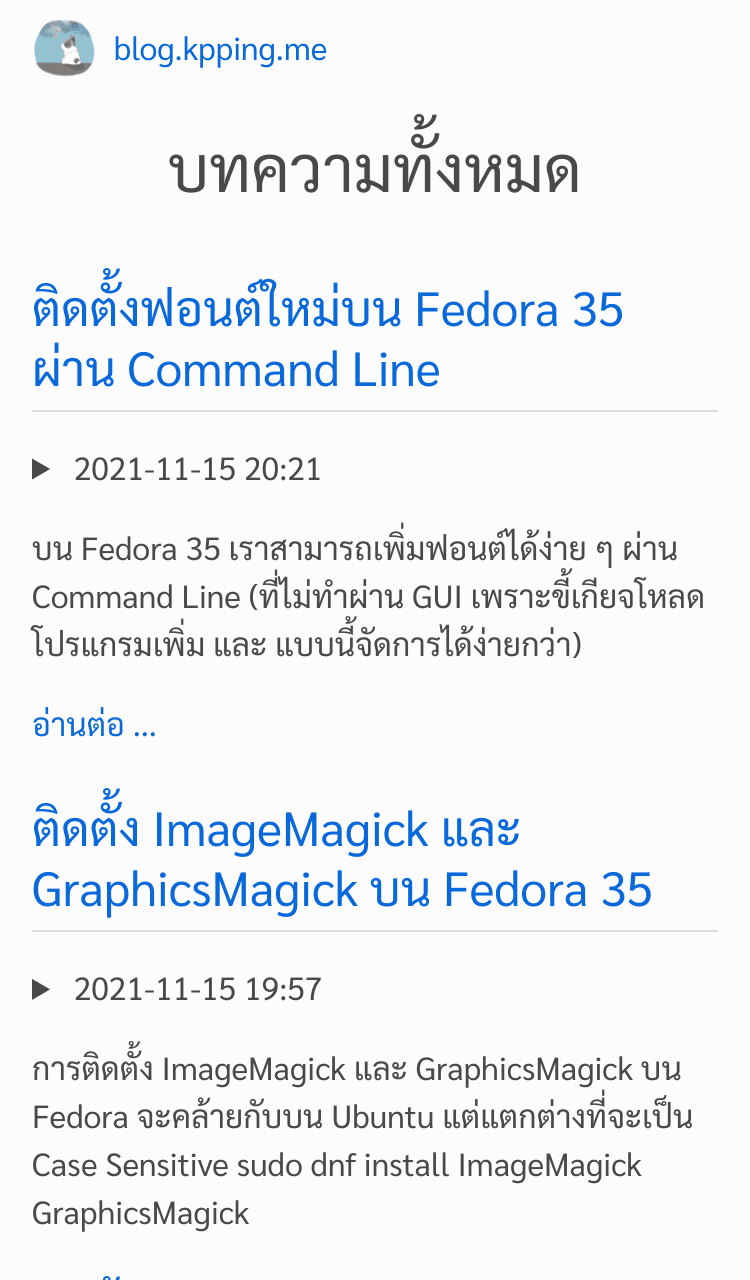 blog.kpping.me
บทความทั้งหมด
ติดตั้งฟอนต์ใหม่บน Fedora 35
ผ่าน Command Line
2021-11-15 20:21
บน Fedora 35 เราสามารถเพิ่มฟอนต์ได้ง่าย ๆ ผ่าน
Command Line (ที่ไม่ทำผ่าน GUI เพราะขี้เกียจโหลด
โปรแกรมเพิ่ม และ แบบนี้จัดการได้ง่ายกว่า)
อ่านต่อ ...
ติดตั้ง ImageMagick และ
GraphicsMagick บน Fedora 35
2021-11-15 19:57
การติดตั้ง ImageMagick และ GraphicsMagick บน
Fedora จะคล้ายกับบน Ubuntu แต่แตกต่างที่จะเป็น
Case Sensitive sudo dnf install ImageMagick
GraphicsMagick